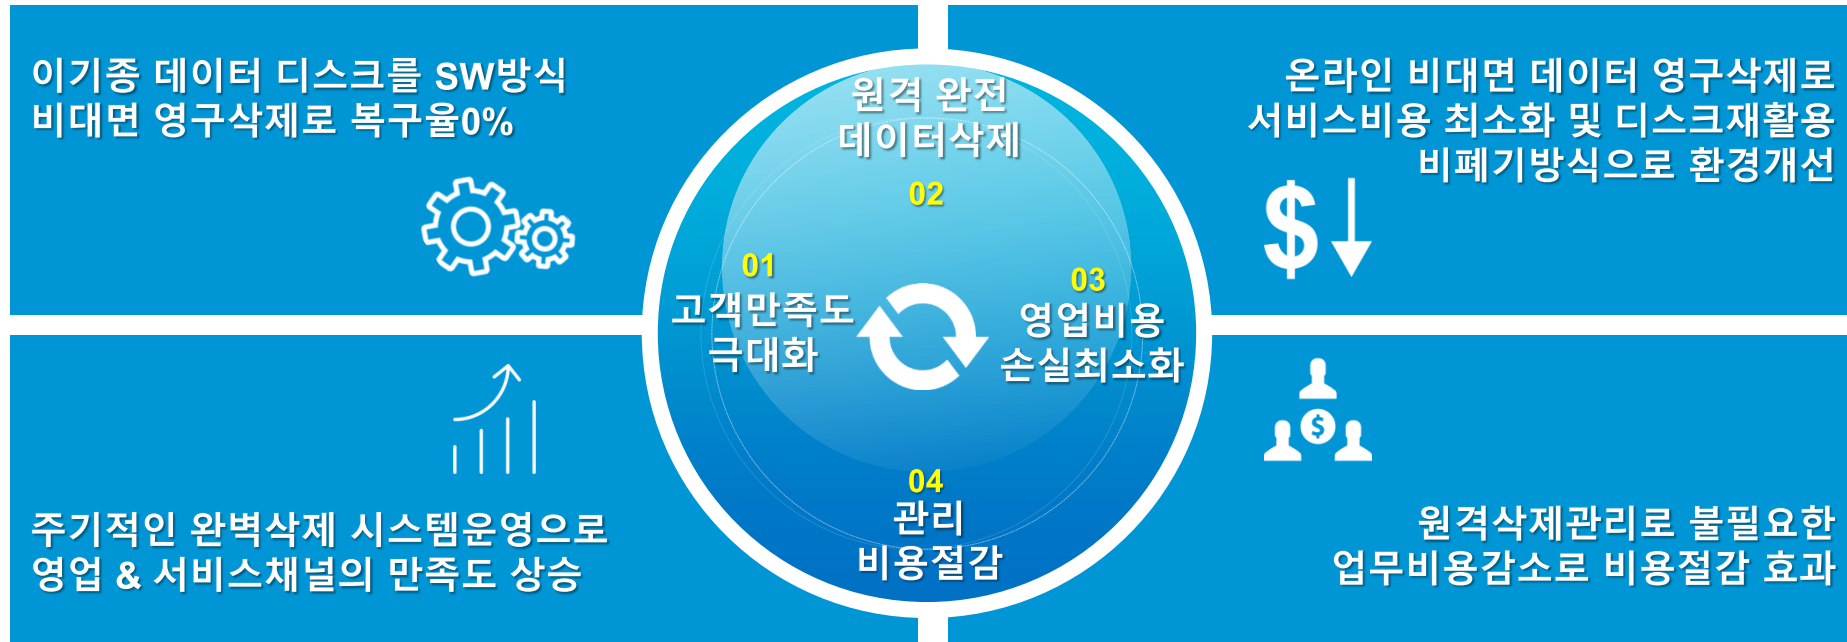 이기종 데이터 디스크를 SW방식
비대면 영구삭제로 복구율0%
온라인 비대면 데이터 영구삭제로
서비스비용 최소화 및 디스크재활용
비폐기방식으로 환경개선
원격 완전
데이터삭제
02
01
고객만족도
극대화
03
영업비용
손실최소화
04
관리
비용절감
주기적인 완벽삭제 시스템운영으로
영업 & 서비스채널의 만족도 상승
원격삭제관리로 불필요한
업무비용감소로 비용절감 효과
$
$